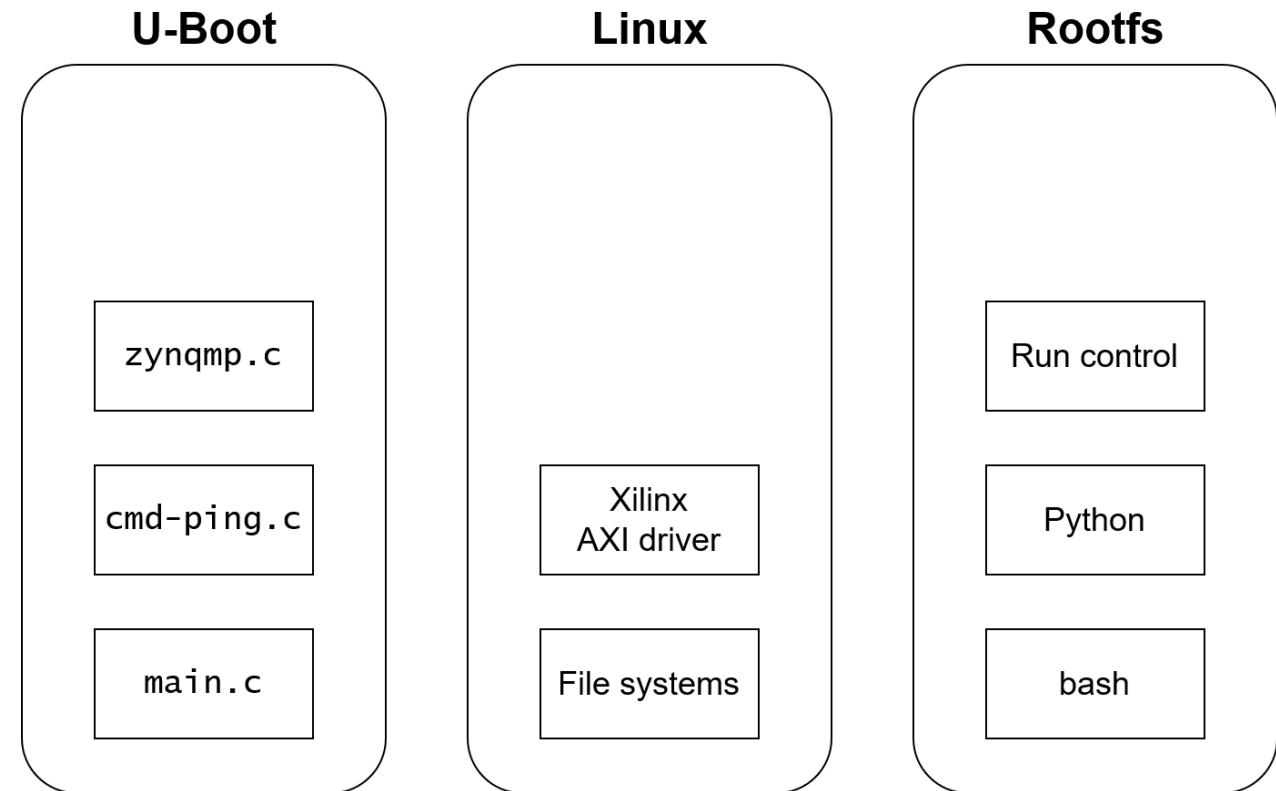 U-Boot
zynqmp.c
cmd-ping.c
main.c
Linux
Xilinx
AXI driver
File systems
Rootfs
Run control
Python
bash